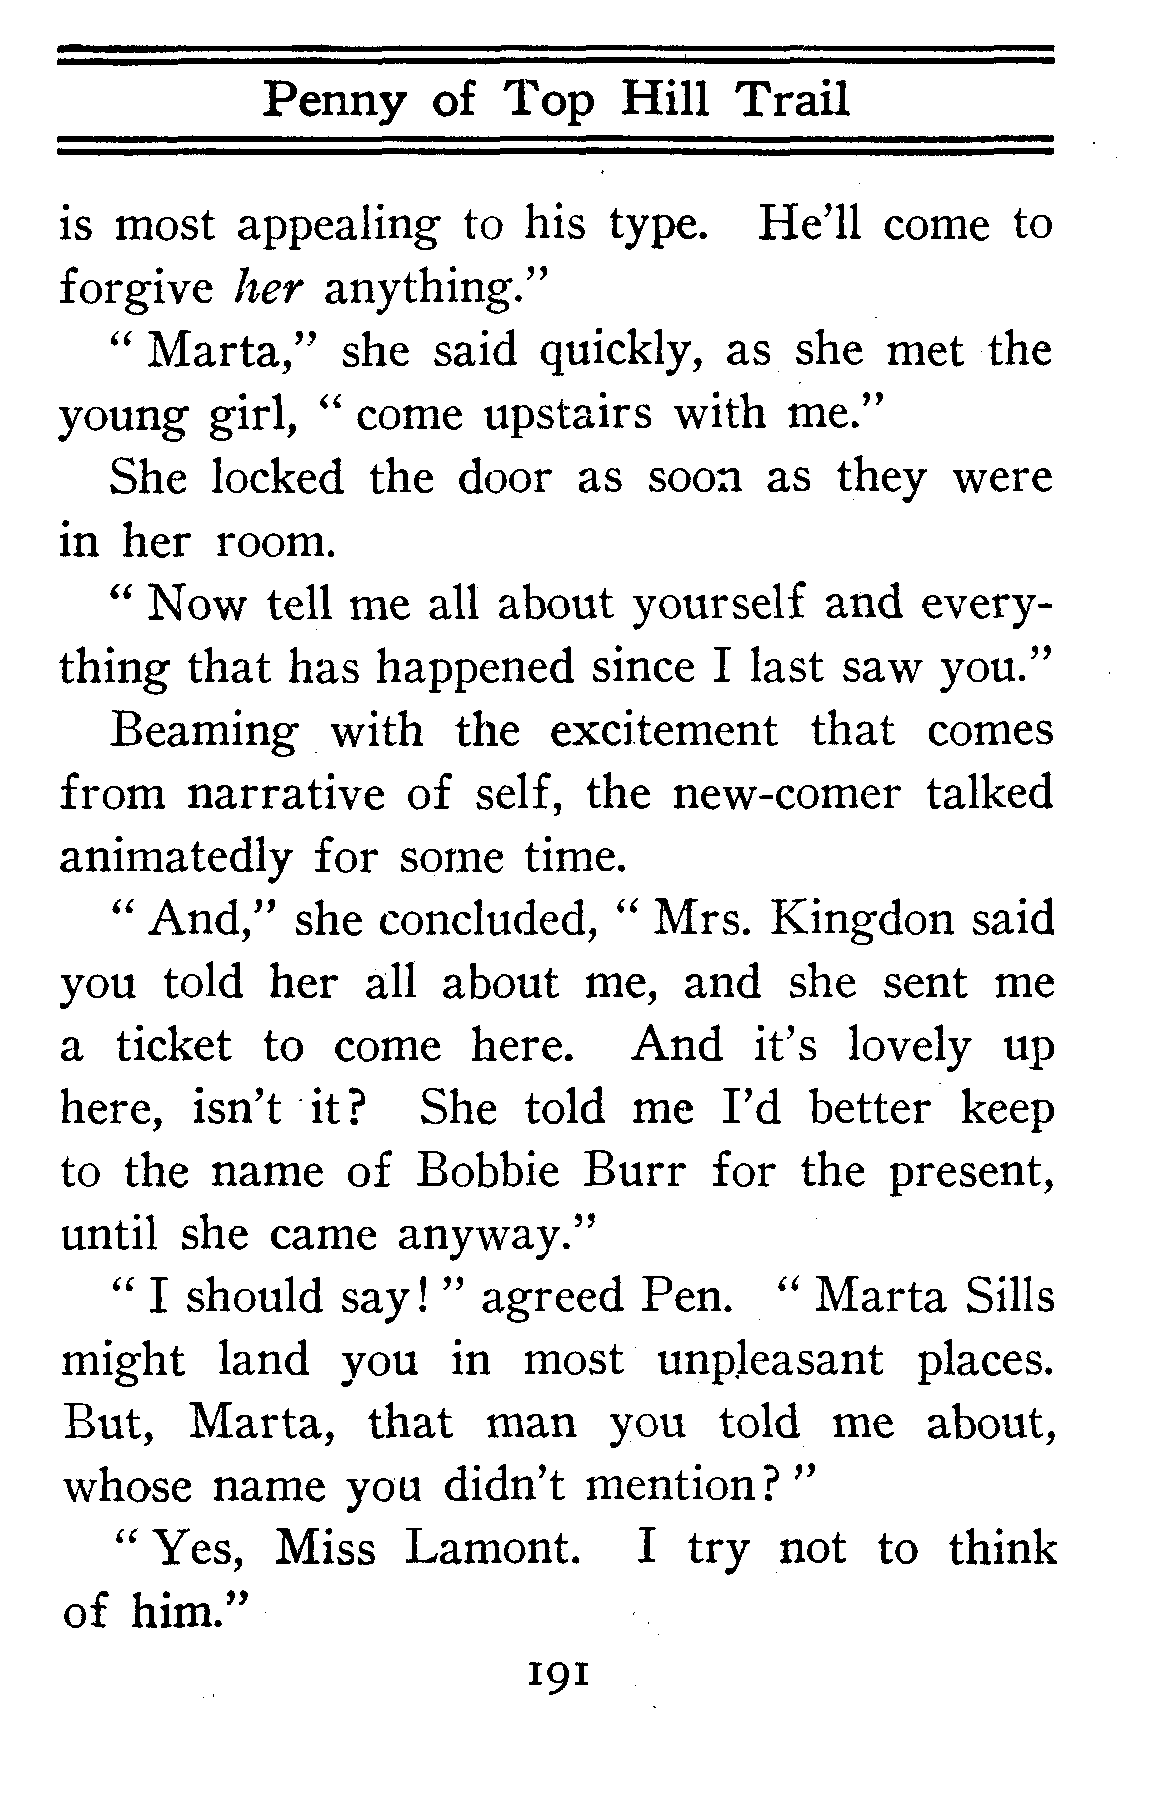 Penny of Top Hill Trail
is most appealing to his type. He'll come to
forgive her anything."
" Marta," she said quickly, as she met the
young girl, " come upstairs with me."
She locked the door as soon as they were
in her room.
" Now tell me all about yourself and every-
thing that has happened since I last saw you."
Beaming with the excitement that comes
from narrative of self, the new-comer talked
animatedly for some time.
" And," she concluded, " Mrs. Kingdon said
you told her all about me, and she sent me
a ticket to come here. And it's lovely up
here, isn't it? She told me I'd better keep
to the name of Bobbie Burr for the present,
until she came anyway."
" I should say! " agreed Pen. " Marta Sills
might land you in most unpleasant places.
But, Marta, that man you told me about,
whose name you didn't mention? "
" Yes, Miss Lamont. I try not to think
of him."
191